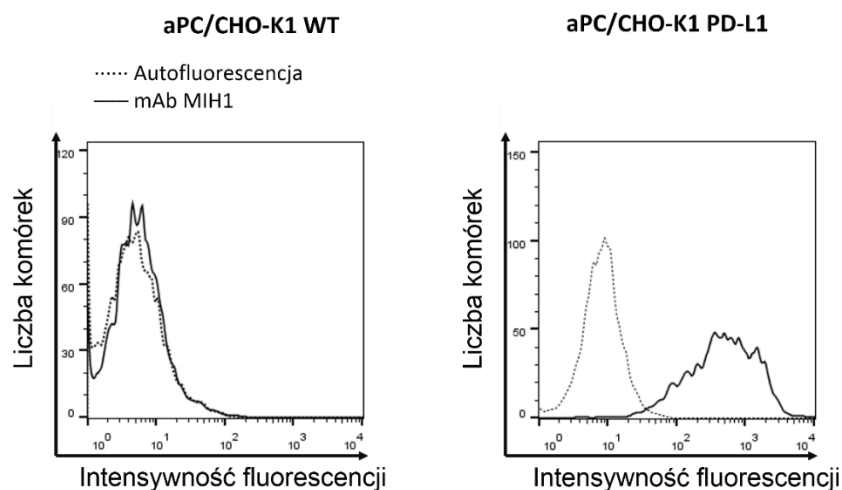 aPC/CHO-K1 WT
aPC/CHO-K1 PD-L1
Autofluorescencja
mAb MIH1
Liczba komórek
120
90
60
30
0
10⁰ 10¹ 10² 10³ 10⁴
Intensywność fluorescencji
Liczba komórek
150
100
50
0
10⁰ 10¹ 10² 10³ 10⁴
Intensywność fluorescencji